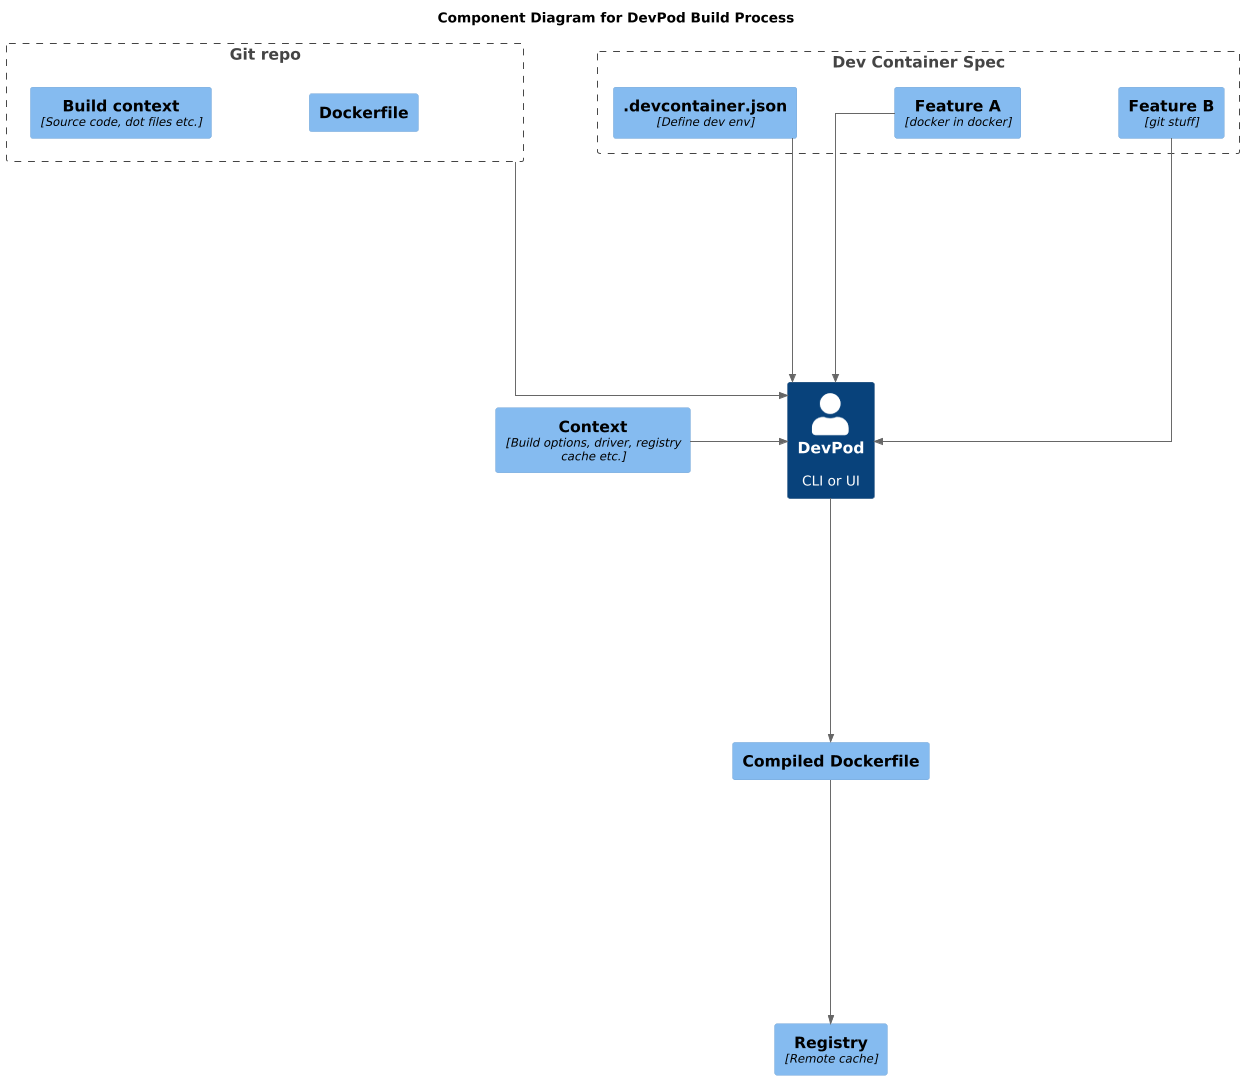 Component Diagram for DevPod Build Process
Git repo
Build context
[Source code, dot files etc.]
Dockerfile
Dev Container Spec
.devcontainer.json
[Define dev env]
Feature A
[docker in docker]
Feature B
[git stuff]
Context
[Build options, driver, registry
cache etc.]
DevPod
CLI or UI
Compiled Dockerfile
Registry
[Remote cache]